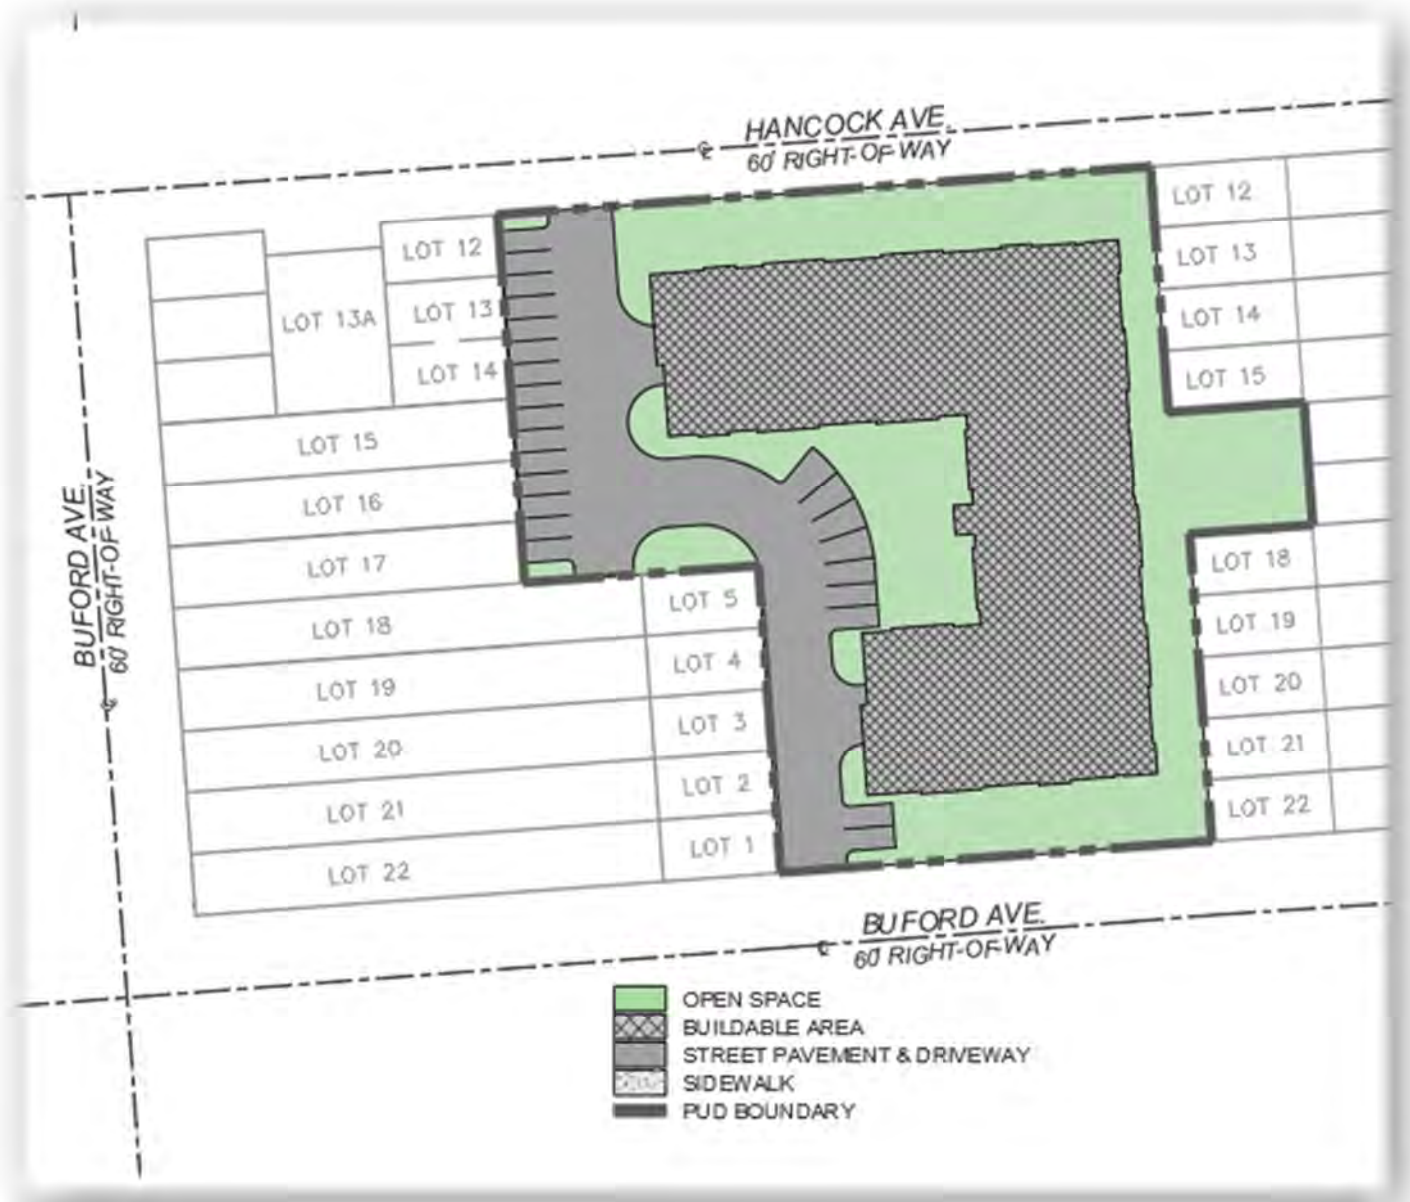 HANCOCK AVE.
60' RIGHT-OF-WAY
LOT 12
LOT 13
LOT 14
LOT 15
LOT 12
LOT 13A
LOT 13
LOT 14
LOT 15
LOT 16
LOT 17
LOT 18
LOT 19
LOT 20
LOT 21
LOT 22
BUFORD AVE.
60' RIGHT-OF-WAY
LOT 5
LOT 4
LOT 3
LOT 2
LOT 1
LOT 18
LOT 19
LOT 20
LOT 21
LOT 22
BUFORD AVE.
60' RIGHT-OF-WAY
OPEN SPACE
BUILDABLE AREA
STREET PAVEMENT & DRIVEWAY
SIDEWALK
PUD BOUNDARY